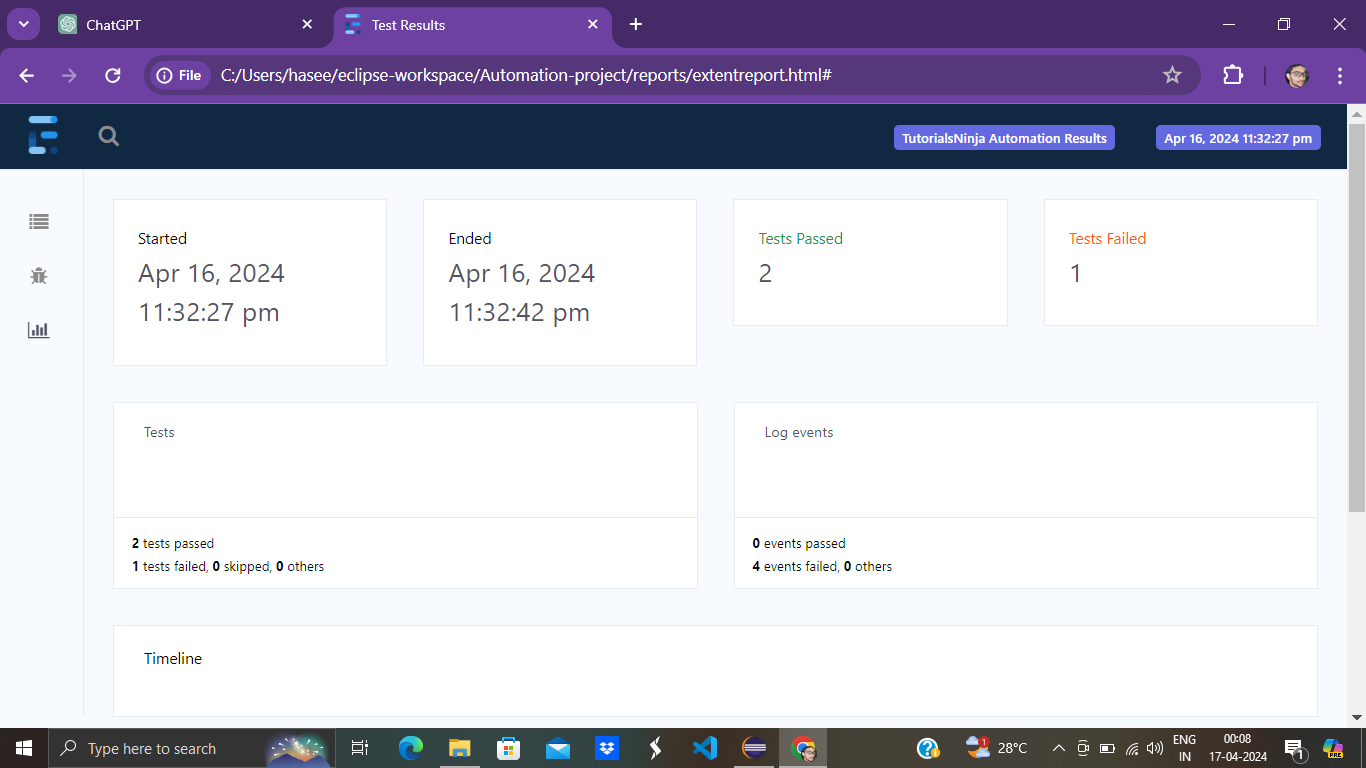 ChatGPT
Test Results
File
C:/Users/hasee/eclipse-workspace/Automation-project/reports/extentreport.html#
TutorialsNinja Automation Results
Apr 16, 2024 11:32:27 pm
Started
Apr 16, 2024
11:32:27 pm
Ended
Apr 16, 2024
11:32:42 pm
Tests Passed
2
Tests Failed
1
Tests
2 tests passed
1 tests failed, 0 skipped, 0 others
Log events
0 events passed
4 events failed, 0 others
Timeline
Type here to search
1
28°C
ENG
IN
00:08
17-04-2024
1
PRE